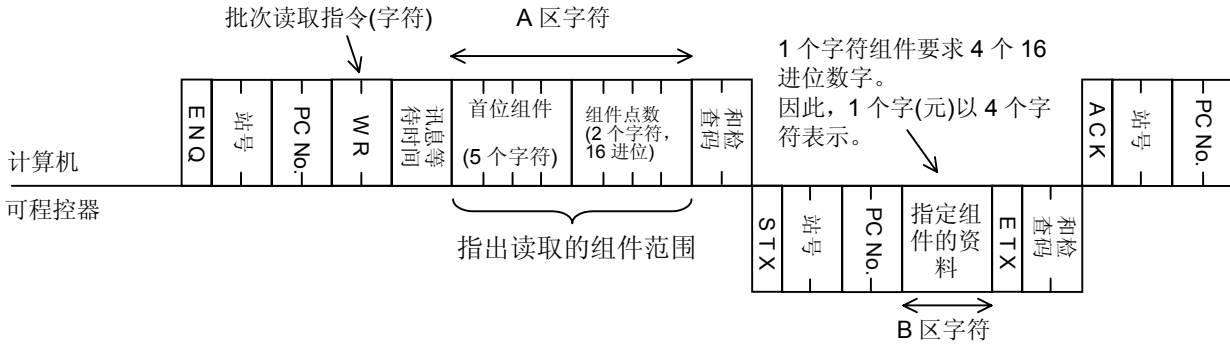 批次读取指令(字符)
A 区字符
1 个字符组件要求 4 个 16
进位数字。
因此，1 个字(元)以 4 个字
符表示。
计算机
ENQ
站号
PC No.
WR
讯息等
待时间
首位组件
(5 个字符)
组件点数
(2 个字符,
16 进位)
和检
查码
ACK
站号
PC No.
可程控器
指出读取的组件范围
STX
站号
PC No.
指定组
件的资
料
ETX
和检
查码
B 区字符